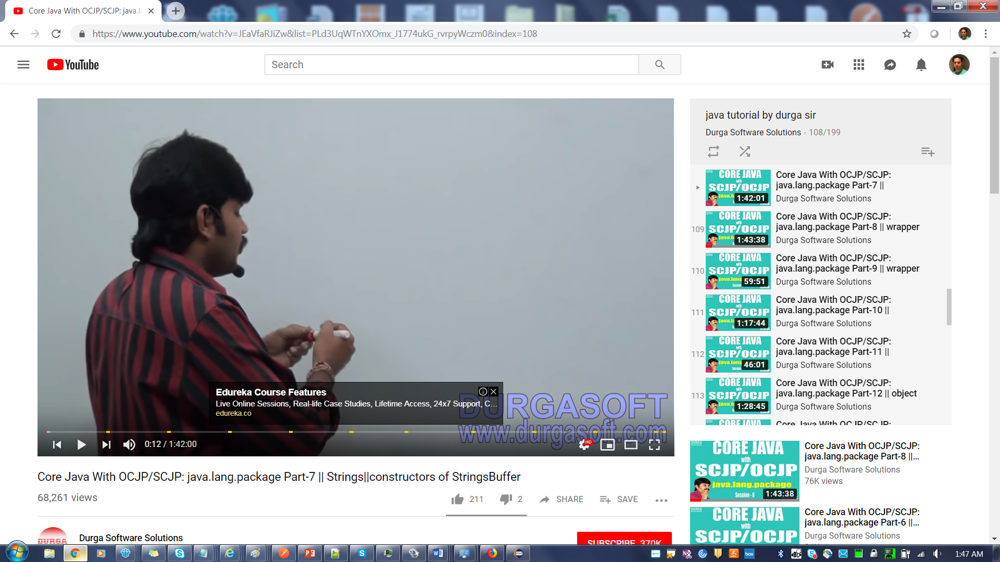 Core Java With OCJP/SCJP: java.la
https://www.youtube.com/watch?v=JEaVfaRJiZw&list=PLd3UqWTnYXOmx_J1774ukG_rvrpyWczm0&index=108
YouTube
Search
Edureka Course Features
Live Online Sessions, Real-life Case Studies, Lifetime Access, 24x7 Support, C...
edureka.co
DURGASOFT
www.durgasoft.com
0:12 / 1:42:00
HD
Core Java With OCJP/SCJP: java.lang.package Part-7 || Strings||constructors of StringsBuffer
68,261 views
211
2
SHARE
SAVE
DURGA
Durga Software Solutions
SUBSCRIBE 370K
java tutorial by durga sir
Durga Software Solutions - 108/199
CORE JAVA
with
SCJP/OCJP
1:42:01
Core Java With OCJP/SCJP:
java.lang.package Part-7 ||
Durga Software Solutions
109
CORE JAVA
with
SCJP/OCJP
1:43:38
Core Java With OCJP/SCJP:
java.lang.package Part-8 || wrapper
Durga Software Solutions
110
CORE JAVA
with
SCJP/OCJP
59:51
Core Java With OCJP/SCJP:
java.lang.package Part-9 || wrapper
Durga Software Solutions
111
CORE JAVA
with
SCJP/OCJP
1:17:44
Core Java With OCJP/SCJP:
java.lang.package Part-10 ||
Durga Software Solutions
112
CORE JAVA
with
SCJP/OCJP
46:01
Core Java With OCJP/SCJP:
java.lang.package Part-11 ||
Durga Software Solutions
113
CORE JAVA
with
SCJP/OCJP
1:28:45
Core Java With OCJP/SCJP:
java.lang.package Part-12 || object
Durga Software Solutions
CORE JAVA
Core Java With OCJP/SCJP:
DURGA
CORE JAVA
with
SCJP/OCJP
java.lang.package
Session - 8
1:43:38
Core Java With OCJP/SCJP:
java.lang.package Part-8 ||...
Durga Software Solutions
76K views
DURGA
CORE JAVA
with
SCJP/OCJP
Core Java With OCJP/SCJP:
java.lang.package Part-6 ||...
Durga Software Solutions
box
1:47 AM